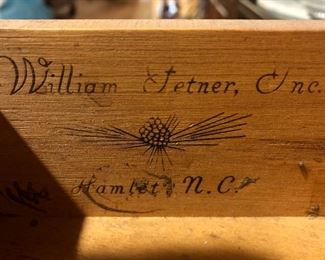 William Fetner, Inc.
Hamlet, N.C.